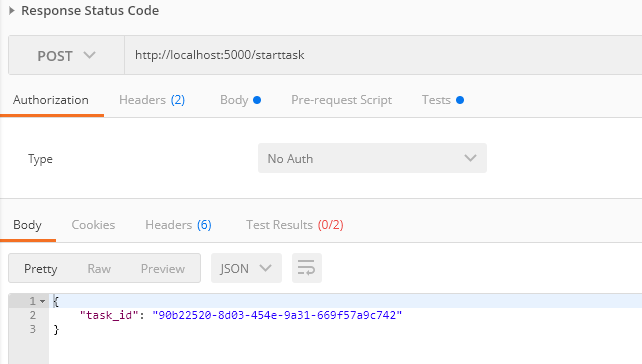 Response Status Code
POST http://localhost:5000/starttask
Authorization Headers (2) Body Pre-request Script Tests
Type No Auth
Body Cookies Headers (6) Test Results (0/2)
Pretty Raw Preview JSON
1 {
2 "task_id": "90b22520-8d03-454e-9a31-669f57a9c742"
3 }